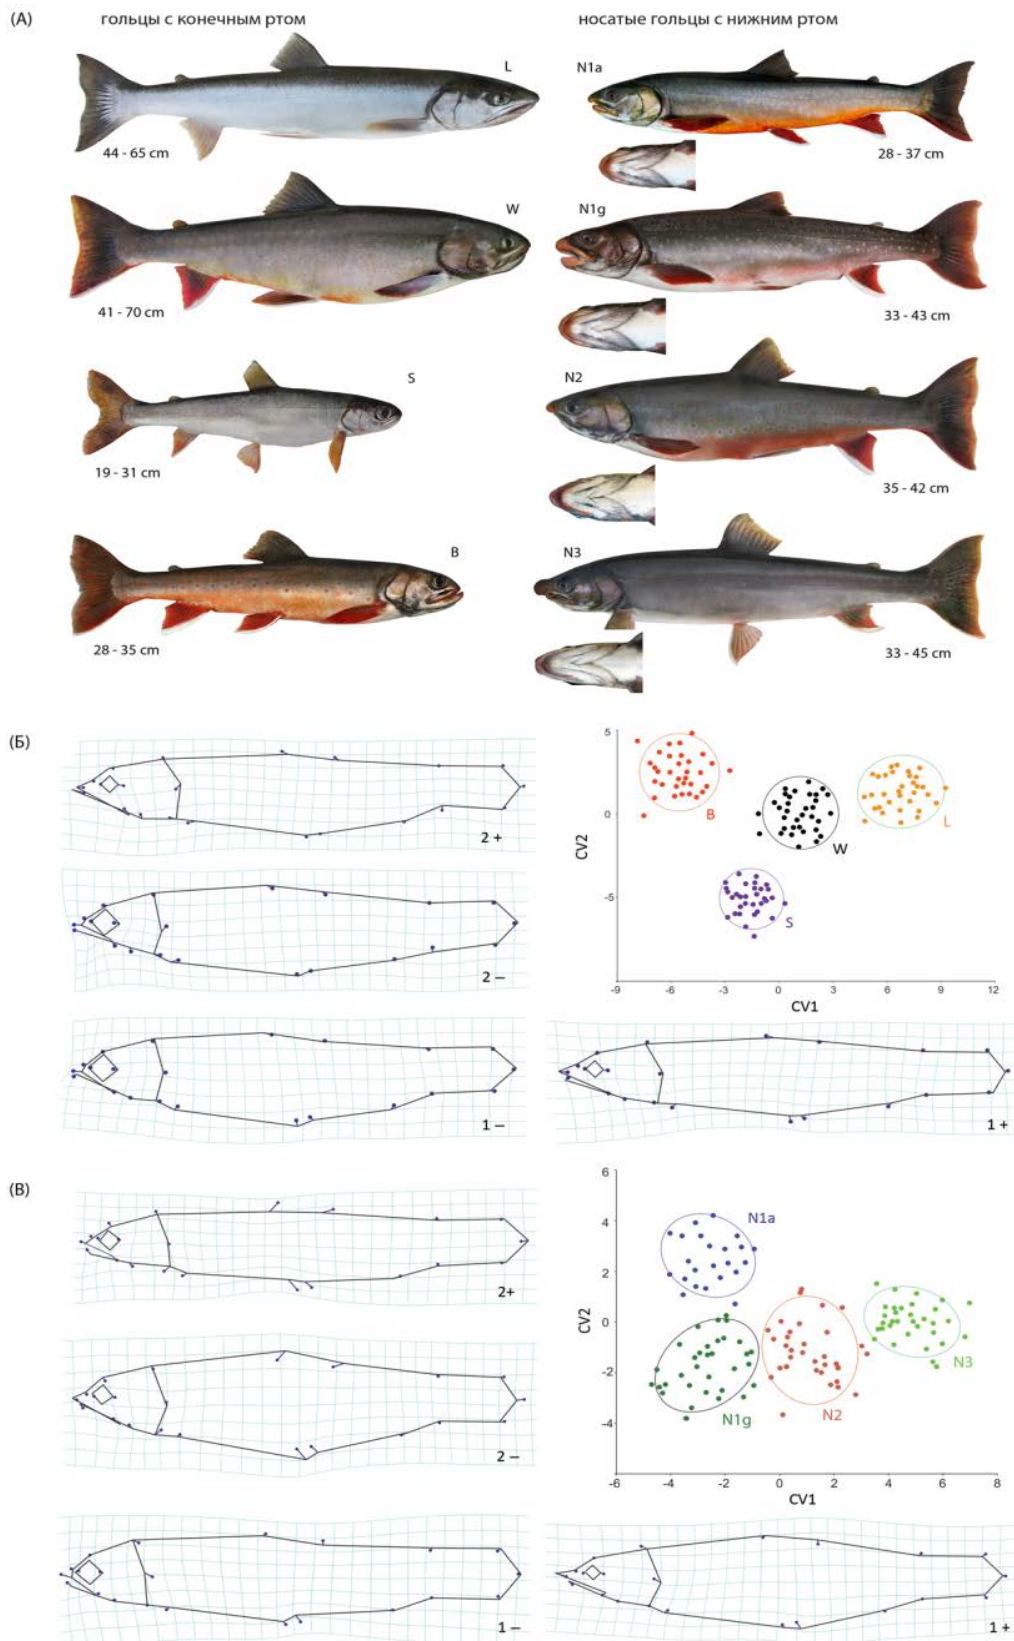 (А)
гольцы с конечным ртом
носатые гольцы с нижним ртом
L
44 - 65 cm
N1a
28 - 37 cm
W
41 - 70 cm
N1g
33 - 43 cm
S
19 - 31 cm
N2
35 - 42 cm
B
28 - 35 cm
N3
33 - 45 cm
(Б)
2 +
2 –
1 –
1 +
5
0
-5
CV2
B
W
L
S
-9 -6 -3 0 3 6 9 12
CV1
(В)
2+
2 –
1 –
1 +
6
4
2
0
-2
-4
-6
CV2
N1a
N1g
N2
N3
-6 -4 -2 0 2 4 6 8
CV1